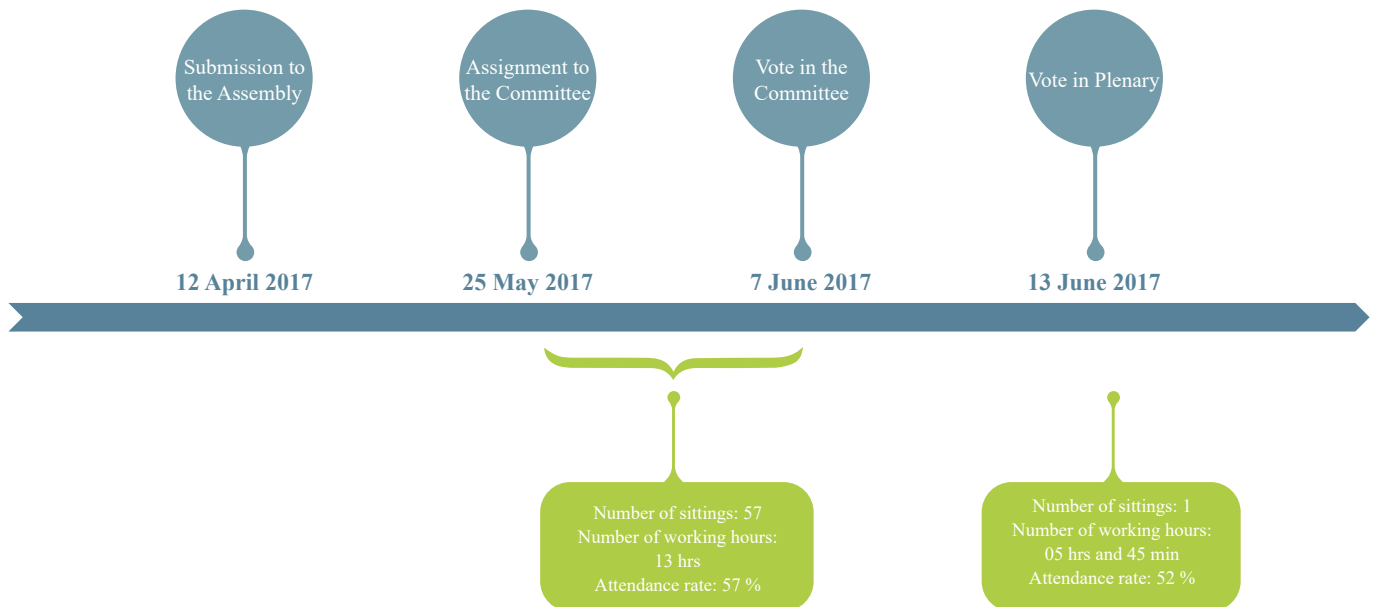 Submission to
the Assembly
Assignment to
the Committee
Vote in the
Committee
Vote in Plenary
12 April 2017
25 May 2017
7 June 2017
13 June 2017
Number of sittings: 57
Number of working hours:
13 hrs
Attendance rate: 57 %
Number of sittings: 1
Number of working hours:
05 hrs and 45 min
Attendance rate: 52 %